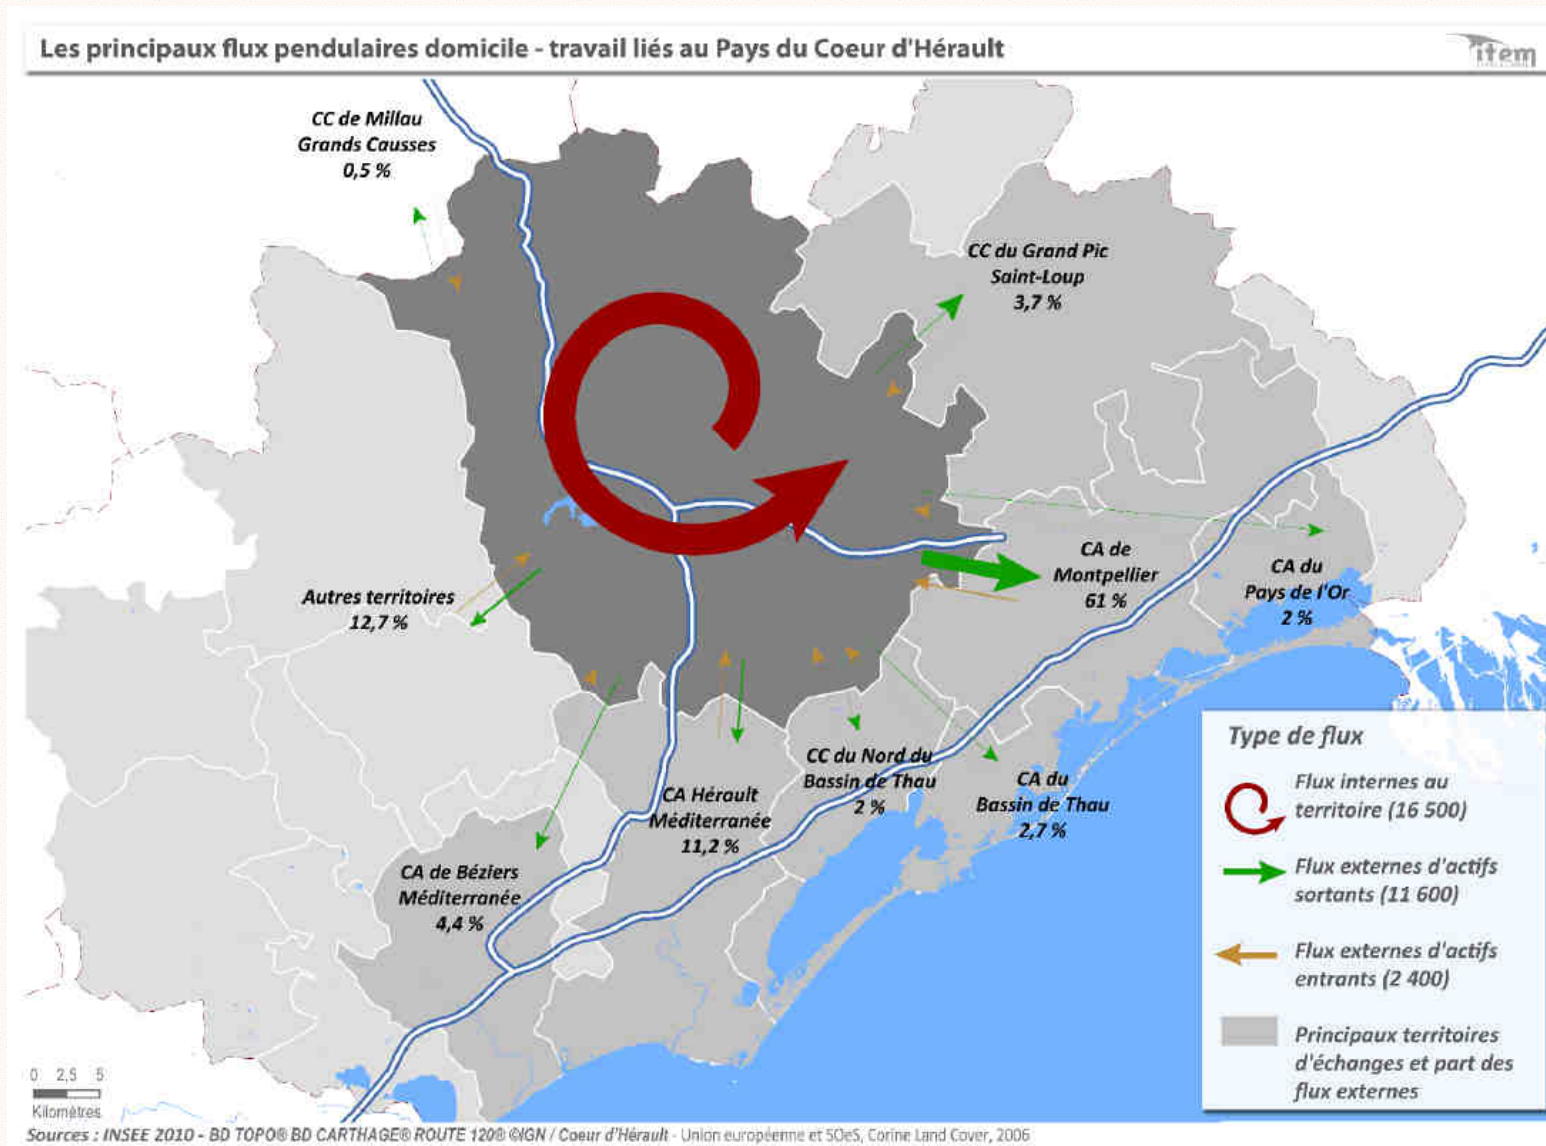 Les principaux flux pendulaires domicile - travail liés au Pays du Coeur d'Hérault
item
CC de Millau
Grands Causses
0,5 %
CC du Grand Pic
Saint-Loup
3,7 %
CA de
Montpellier
61 %
CA du
Pays de l'Or
2 %
Autres territoires
12,7 %
CC du Nord du
Bassin de Thau
2 %
CA du
Bassin de Thau
2,7 %
CA Hérault
Méditerranée
11,2 %
CA de Béziers
Méditerranée
4,4 %
Type de flux
Flux internes au
territoire (16 500)
Flux externes d'actifs
sortants (11 600)
Flux externes d'actifs
entrants (2 400)
Principaux territoires
d'échanges et part des
flux externes
0 2,5 5
Kilomètres
Sources : INSEE 2010 - BD TOPO® BD CARTHAGE® ROUTE 120® ©IGN / Coeur d'Hérault - Union européenne et SOeS, Corine Land Cover, 2006